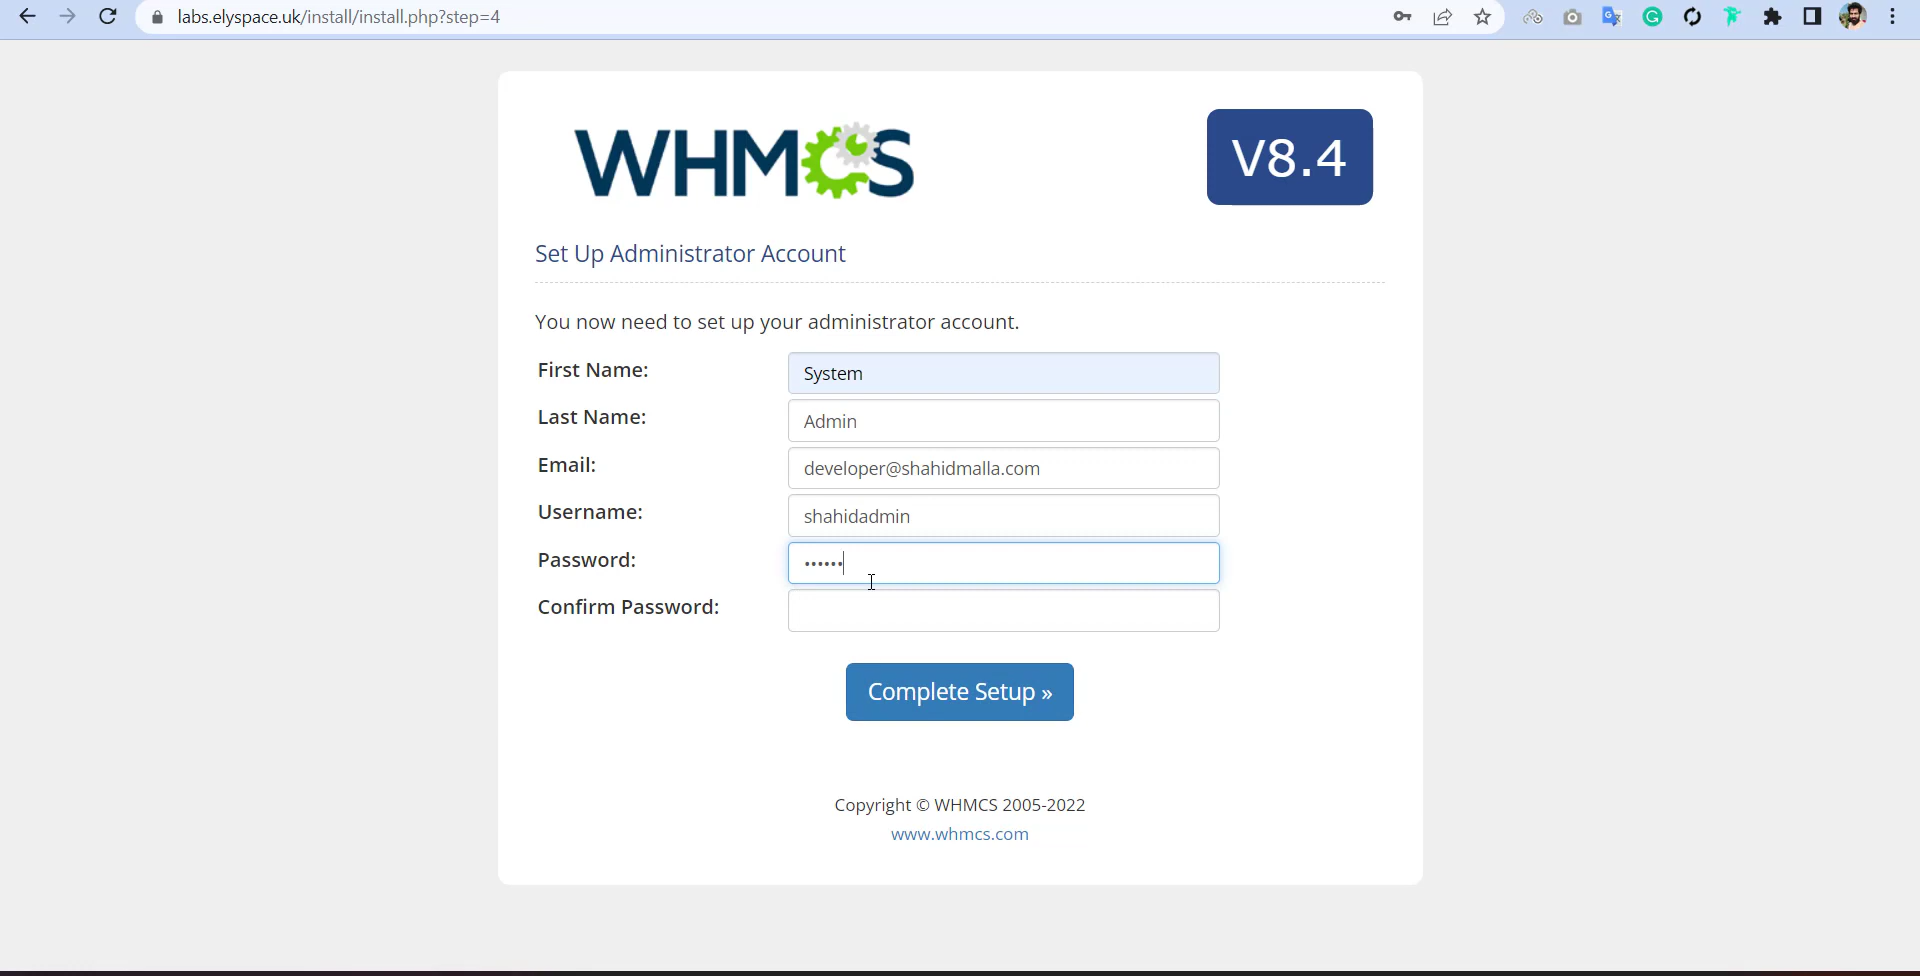 labs.elyspace.uk/install/install.php?step=4
WHMCS
V8.4
Set Up Administrator Account
You now need to set up your administrator account.
First Name:
System
Last Name:
Admin
Email:
developer@shahidmalla.com
Username:
shahidadmin
Password:
••••••
Confirm Password:
Complete Setup »
Copyright © WHMCS 2005-2022
www.whmcs.com